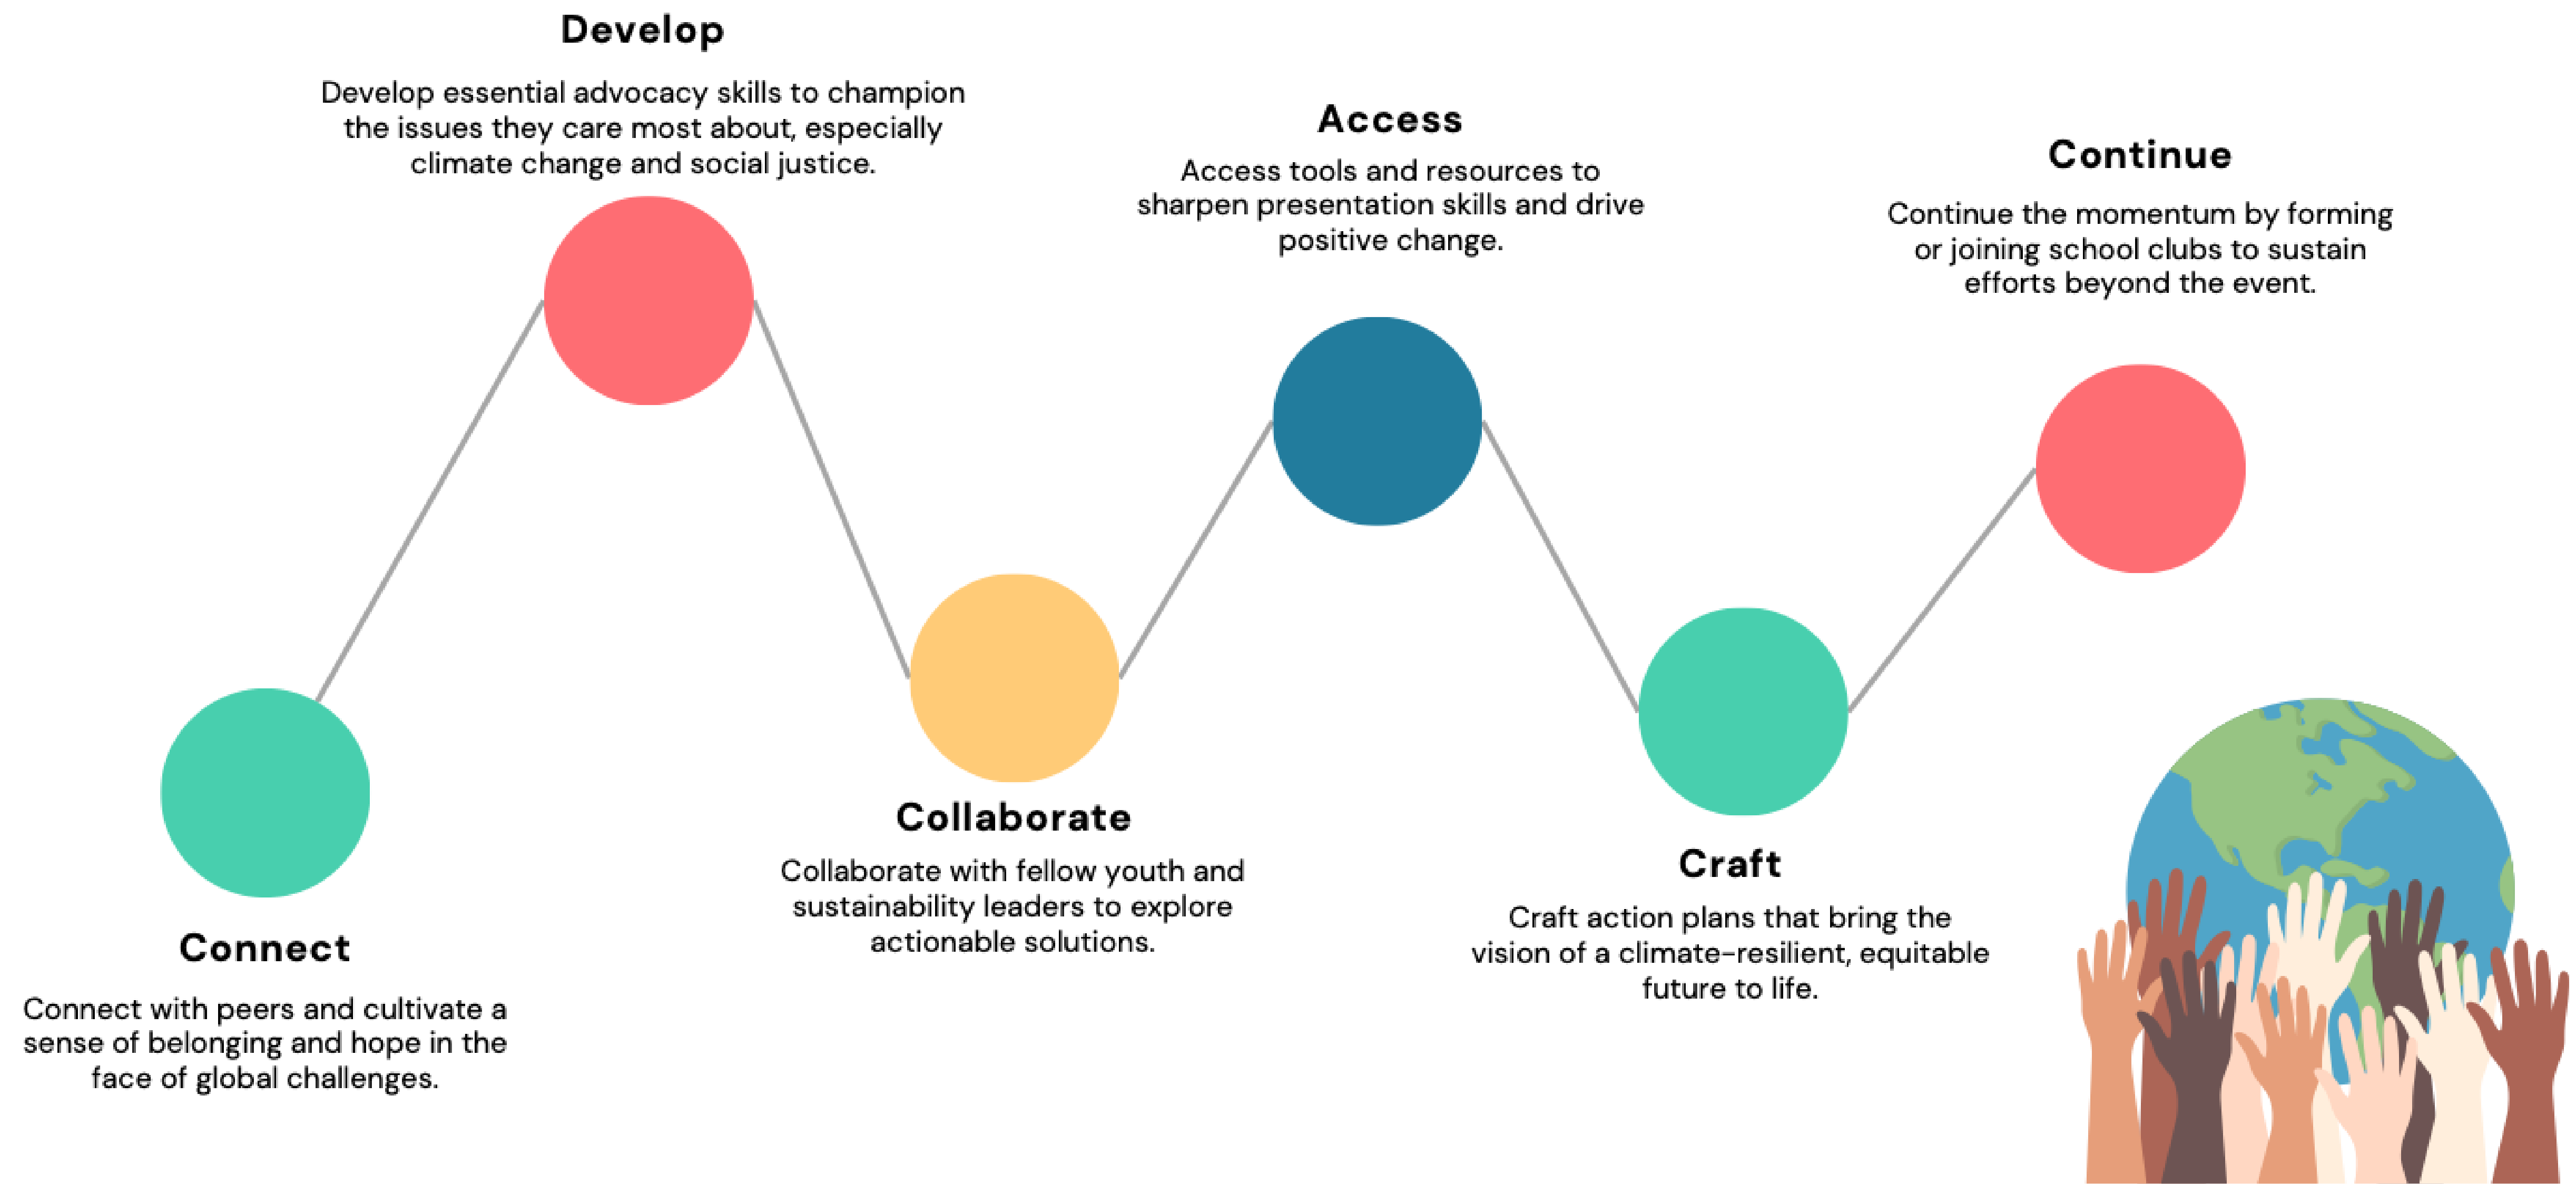 Develop
Develop essential advocacy skills to champion
the issues they care most about, especially
climate change and social justice.
Access
Access tools and resources to
sharpen presentation skills and drive
positive change.
Continue
Continue the momentum by forming
or joining school clubs to sustain
efforts beyond the event.
Collaborate
Collaborate with fellow youth and
sustainability leaders to explore
actionable solutions.
Craft
Craft action plans that bring the
vision of a climate-resilient, equitable
future to life.
Connect
Connect with peers and cultivate a
sense of belonging and hope in the
face of global challenges.